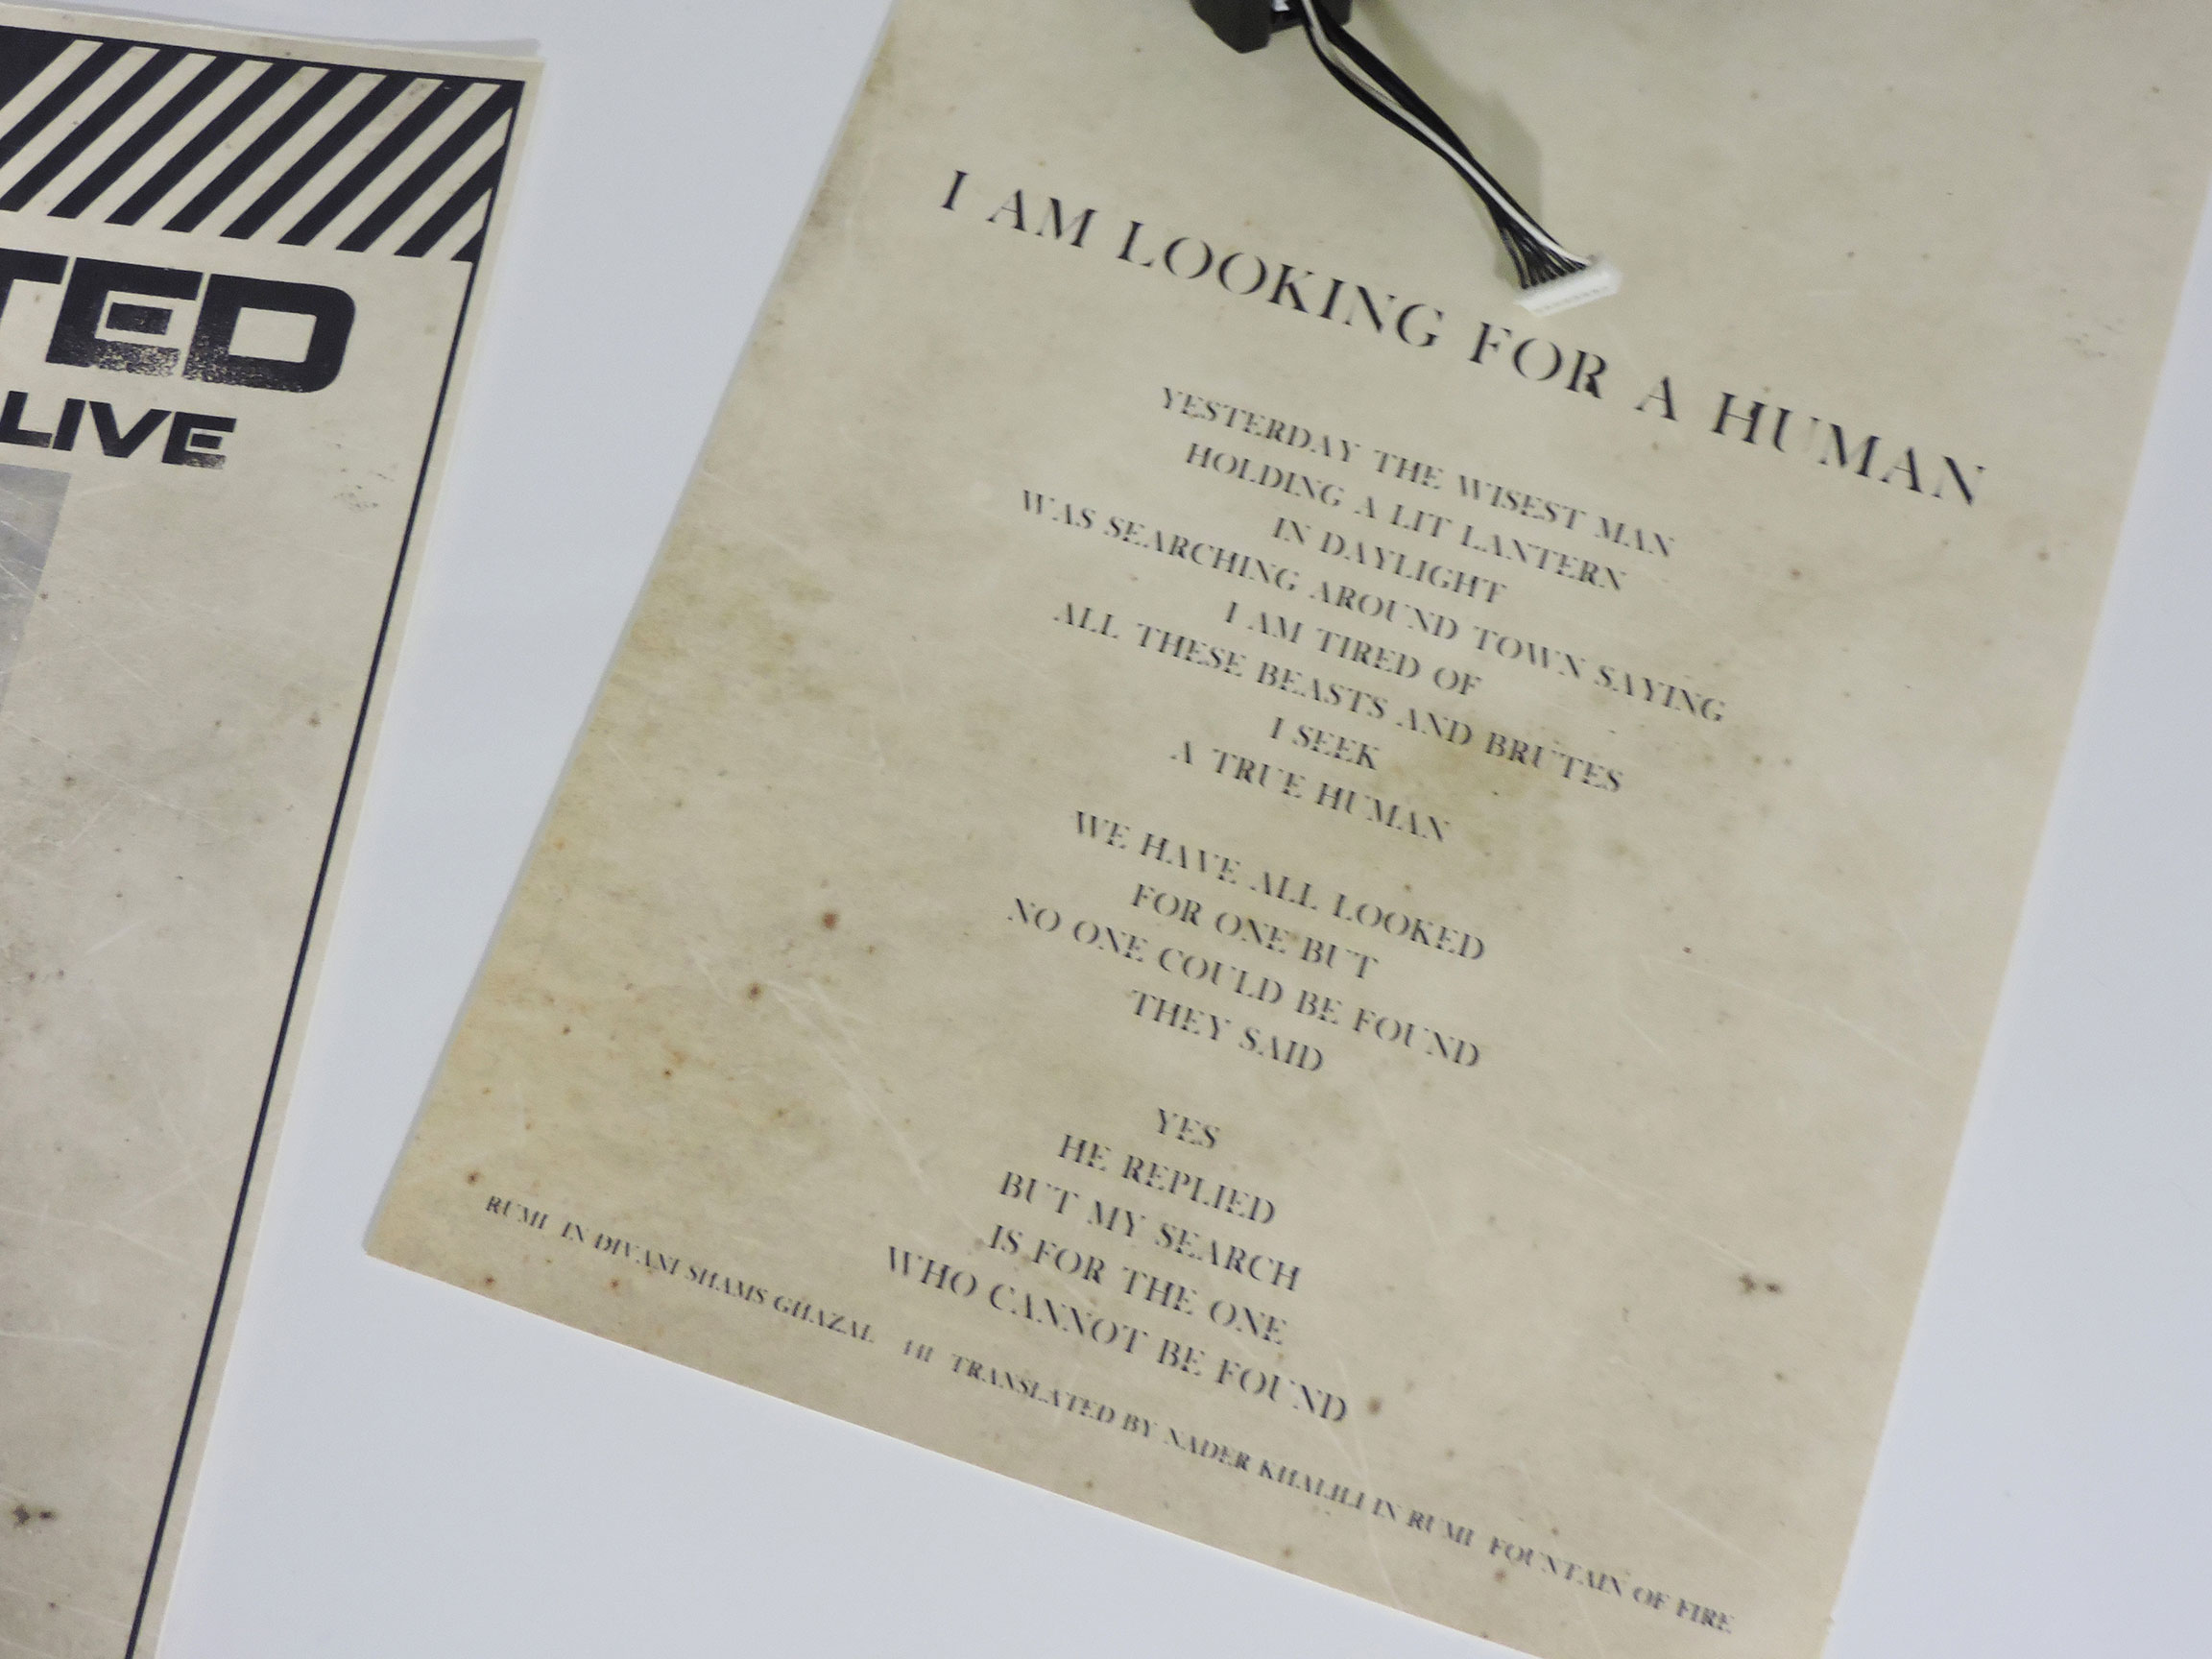 TED
LIVE
I AM LOOKING FOR A HUMAN
YESTERDAY THE WISEST MAN
HOLDING A LIT LANTERN
IN DAYLIGHT
WAS SEARCHING AROUND TOWN SAYING
I AM TIRED OF
ALL THESE BEASTS AND BRUTES
I SEEK
A TRUE HUMAN
WE HAVE ALL LOOKED
FOR ONE BUT
NO ONE COULD BE FOUND
THEY SAID
YES
HE REPLIED
BUT MY SEARCH
IS FOR THE ONE
WHO CANNOT BE FOUND
RUMI IN DIVANI SHAMS GHAZAL TRANSLATED BY NADER KHALILI IN RUMI FOUNTAIN OF FIRE